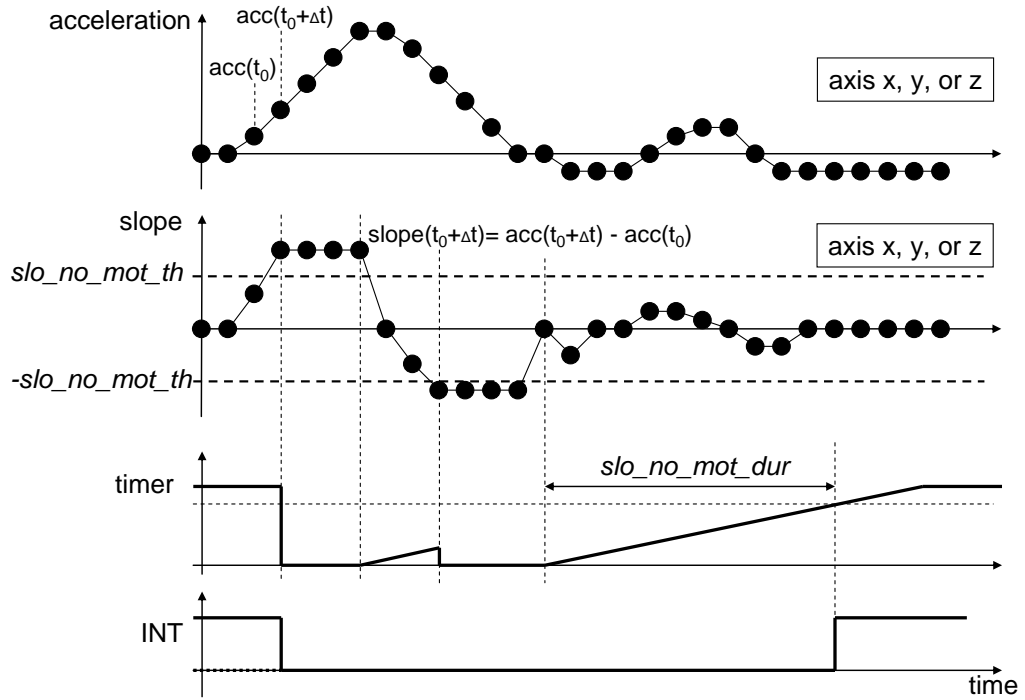 acceleration
acc(t₀+Δt)
acc(t₀)
axis x, y, or z
slope
slope(t₀+Δt)= acc(t₀+Δt) - acc(t₀)
axis x, y, or z
slo_no_mot_th
-slo_no_mot_th
slo_no_mot_dur
timer
INT
time